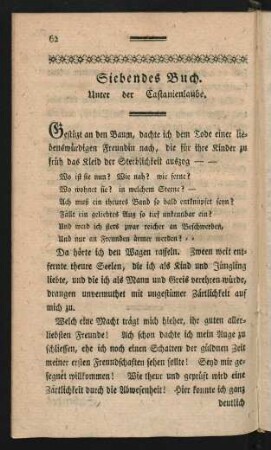 62
Siebendes Buch.
Unter der Castanienlaube.
Gestüzt an den Baum, dachte ich dem Tode einer lie-
benswürdigen Freundin nach, die für ihre Kinder zu
früh das Kleid der Sterblichkeit auszog — —
Wo ist sie nun? Wie nah? wie ferne?
Wo wohnet sie? in welchem Sterne? —
Ach muß ein theures Band so bald entknüpfet seyn?
Fällt ein geliebtes Aug so tief unkennbar ein?
Und ward ich stets zwar reicher an Beschwerden,
Und nur an Freunden ärmer werden? — —
Da hörte ich den Wagen rasseln. Zween weit ent-
fernte theure Seelen, die ich als Kind und Jüngling
liebte, und die ich als Mann und Greis verehren würde,
drangen unvermuthet mit ungestümer Zärtlichkeit auf
mich zu.
Welch eine Macht trägt mich hieher, ihr guten aller-
liebsten Freunde! Ach schon dachte ich mein Auge zu
schliessen, ehe ich noch einen Schatten der güldnen Zeit
meiner ersten Freundschaften sehen sollte! Seyd mir ge-
segnet willkommen! Wie theuer und geprüft wird eine
Zärtlichkeit durch die Abwesenheit! Hier konnte ich ganz
deutlich